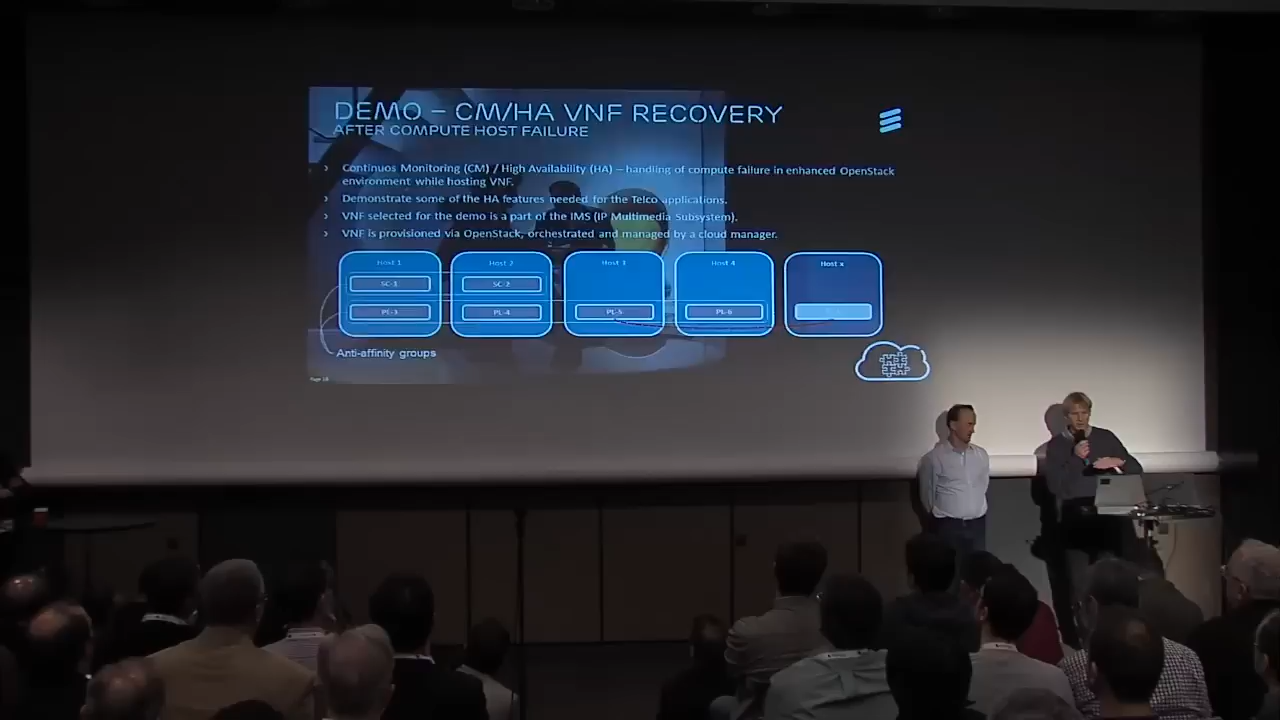 DEMO – CM/HA VNF RECOVERY
AFTER COMPUTE HOST FAILURE
› Continuos Monitoring (CM) / High Availability (HA) – handling of compute failure in enhanced OpenStack
environment while hosting VNF.
› Demonstrate some of the HA features needed for the Telco applications.
› VNF selected for the demo is a part of the IMS (IP Multimedia Subsystem).
› VNF is provisioned via OpenStack, orchestrated and managed by a cloud manager.
Host 1 Host 2 Host 3 Host 4 Host x
SC-1 SC-2
PL-3 PL-4 PL-5 PL-6
Anti-affinity groups